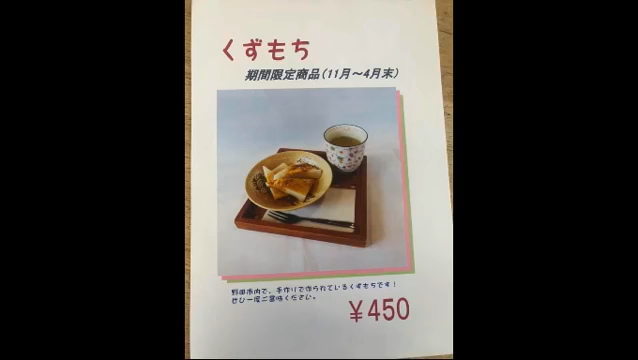 くずもち
期間限定商品(11月～4月末)
野田市内で、手作りで作られているくずもちです!
ぜひ一度ご賞味ください。
￥450